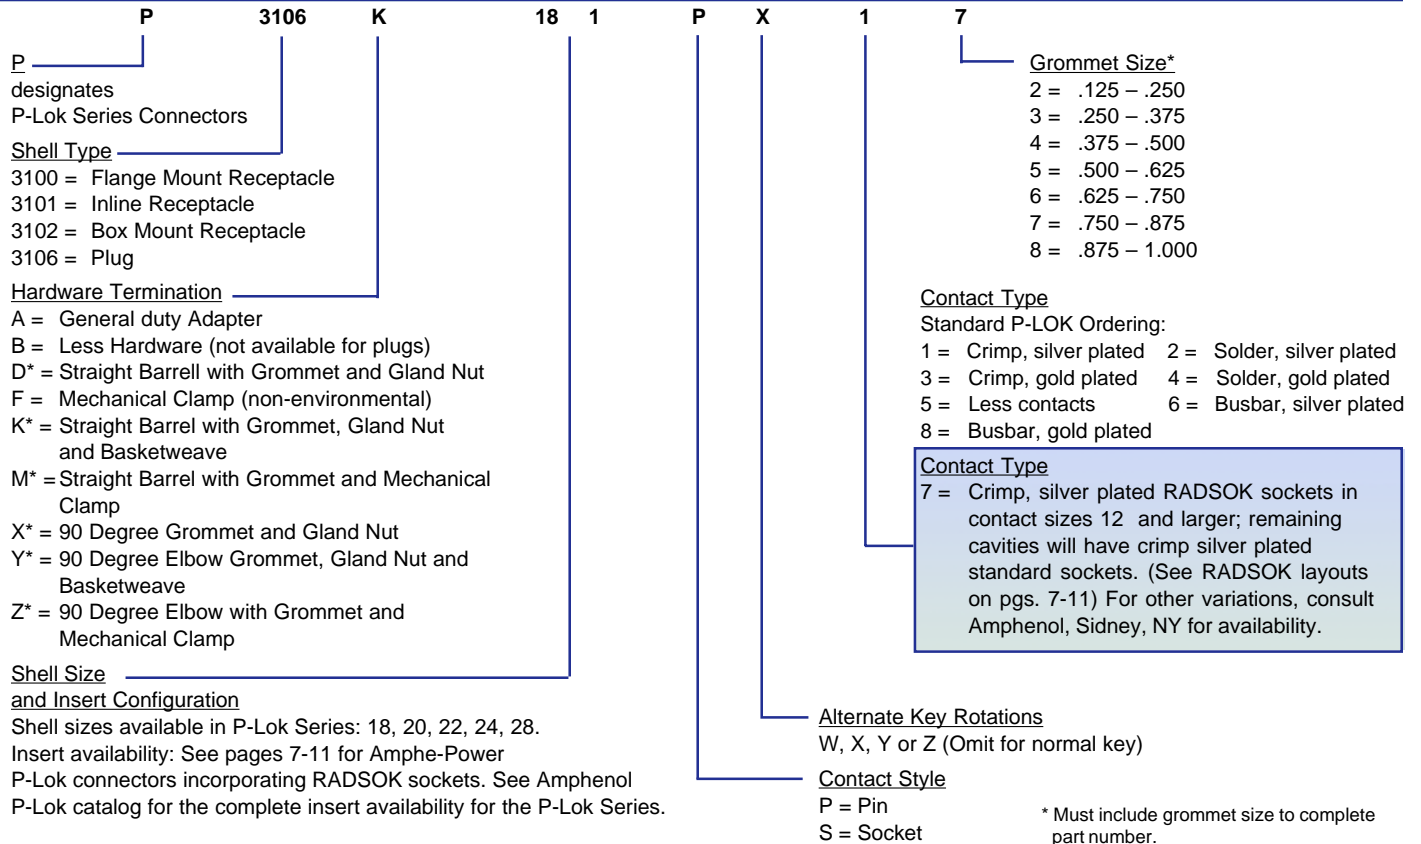 P 3106 K 18 1 P X 1 7
P
designates
P-Lok Series Connectors
Shell Type
3100 = Flange Mount Receptacle
3101 = Inline Receptacle
3102 = Box Mount Receptacle
3106 = Plug
Hardware Termination
A = General duty Adapter
B = Less Hardware (not available for plugs)
D* = Straight Barrell with Grommet and Gland Nut
F = Mechanical Clamp (non-environmental)
K* = Straight Barrel with Grommet, Gland Nut
and Basketweave
M* = Straight Barrel with Grommet and Mechanical
Clamp
X* = 90 Degree Grommet and Gland Nut
Y* = 90 Degree Elbow Grommet, Gland Nut and
Basketweave
Z* = 90 Degree Elbow with Grommet and
Mechanical Clamp
Shell Size
and Insert Configuration
Shell sizes available in P-Lok Series: 18, 20, 22, 24, 28.
Insert availability: See pages 7-11 for Amphe-Power
P-Lok connectors incorporating RADSOK sockets. See Amphenol
P-Lok catalog for the complete insert availability for the P-Lok Series.
Grommet Size*
2 = .125 – .250
3 = .250 – .375
4 = .375 – .500
5 = .500 – .625
6 = .625 – .750
7 = .750 – .875
8 = .875 – 1.000
Contact Type
Standard P-LOK Ordering:
1 = Crimp, silver plated 2 = Solder, silver plated
3 = Crimp, gold plated 4 = Solder, gold plated
5 = Less contacts 6 = Busbar, silver plated
8 = Busbar, gold plated
Contact Type
7 = Crimp, silver plated RADSOK sockets in
contact sizes 12 and larger; remaining
cavities will have crimp silver plated
standard sockets. (See RADSOK layouts
on pgs. 7-11) For other variations, consult
Amphenol, Sidney, NY for availability.
Alternate Key Rotations
W, X, Y or Z (Omit for normal key)
Contact Style
P = Pin
S = Socket
* Must include grommet size to complete
part number.